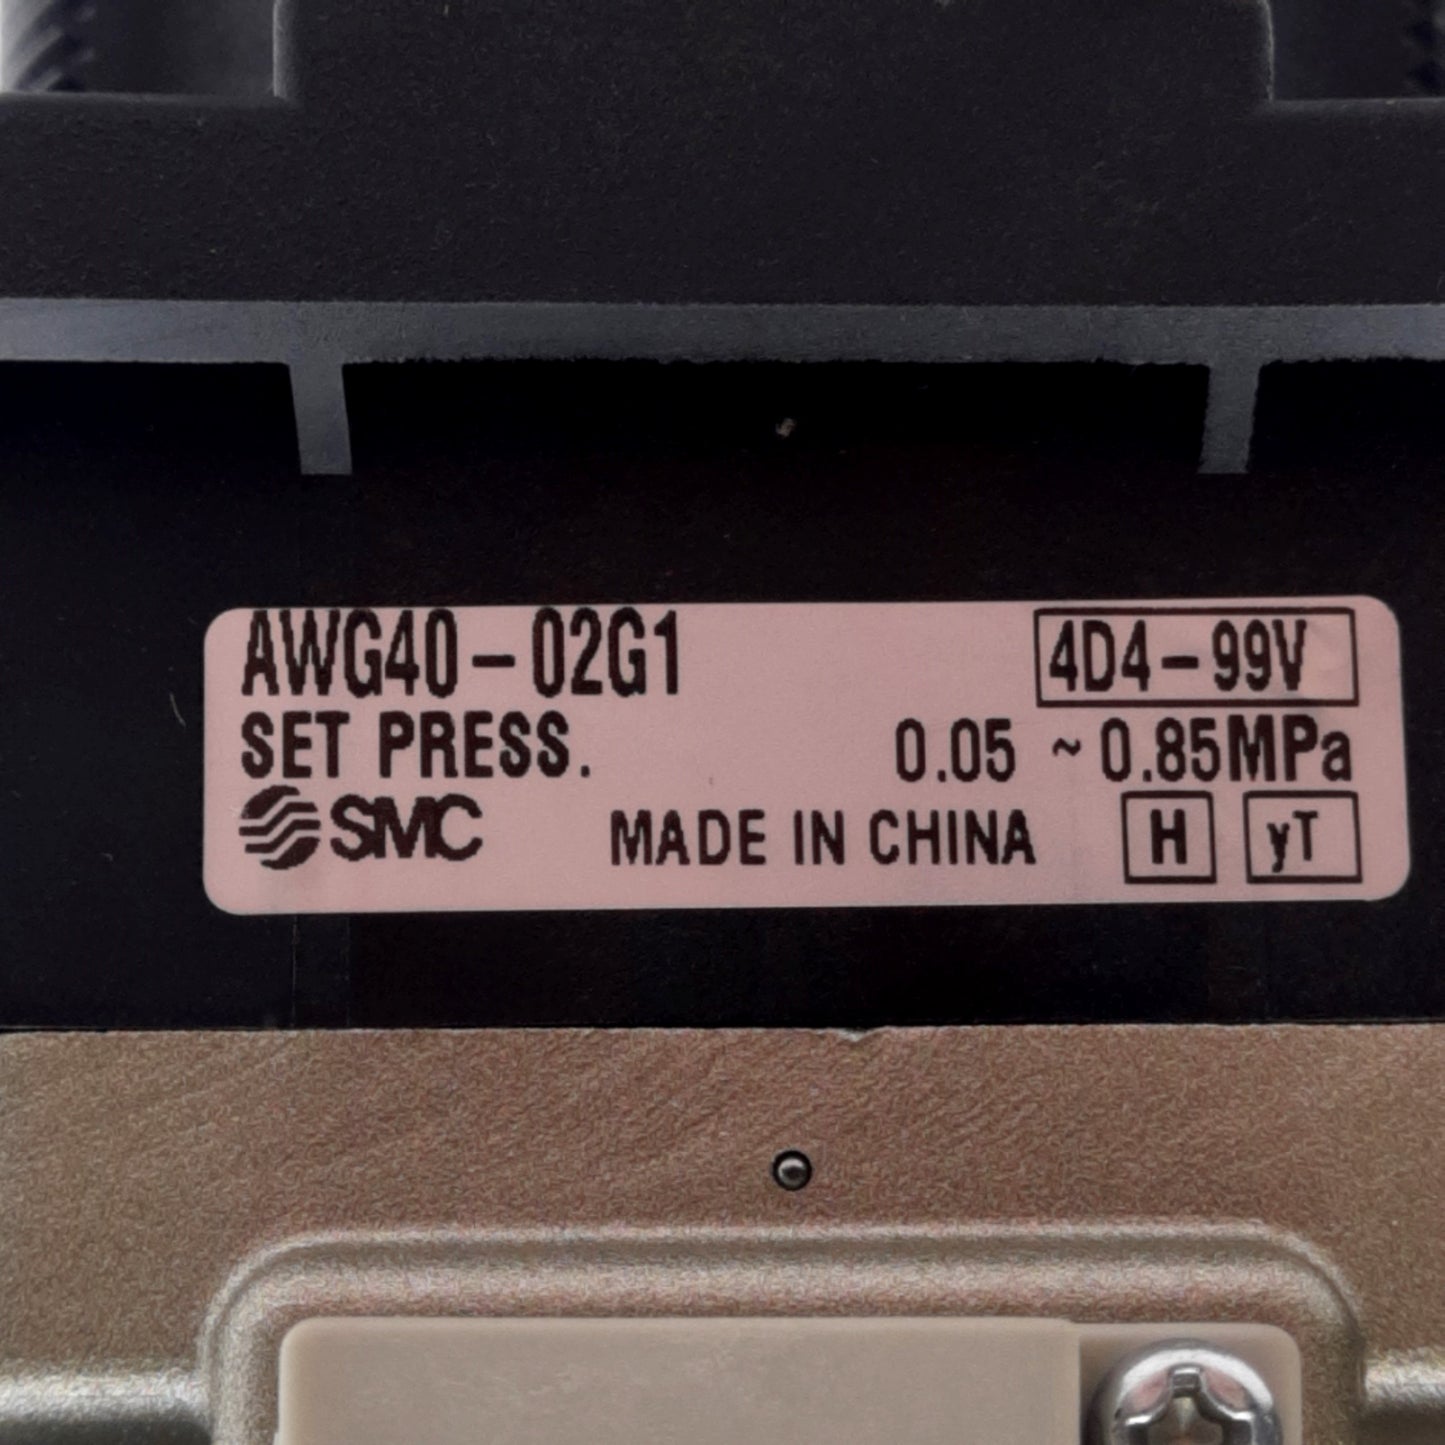 AWG40-02G1 4D4-99V
SET PRESS. 0.05 ~ 0.85MPa
SMC MADE IN CHINA H yT